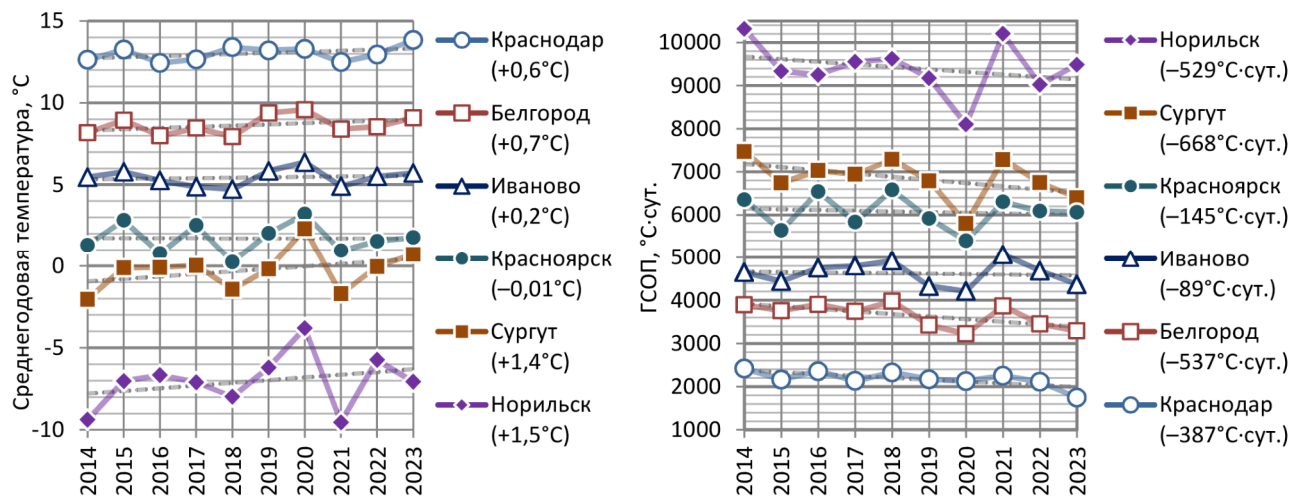 Среднегодовая температура, °С
15
10
5
0
-5
-10
2014
2015
2016
2017
2018
2019
2020
2021
2022
2023
Краснодар
(+0,6°С)
Белгород
(+0,7°С)
Иваново
(+0,2°С)
Красноярск
(−0,01°С)
Сургут
(+1,4°С)
Норильск
(+1,5°С)
ГСОП, °С·сут.
10000
9000
8000
7000
6000
5000
4000
3000
2000
1000
2014
2015
2016
2017
2018
2019
2020
2021
2022
2023
Норильск
(−529°С·сут.)
Сургут
(−668°С·сут.)
Красноярск
(−145°С·сут.)
Иваново
(−89°С·сут.)
Белгород
(−537°С·сут.)
Краснодар
(−387°С·сут.)